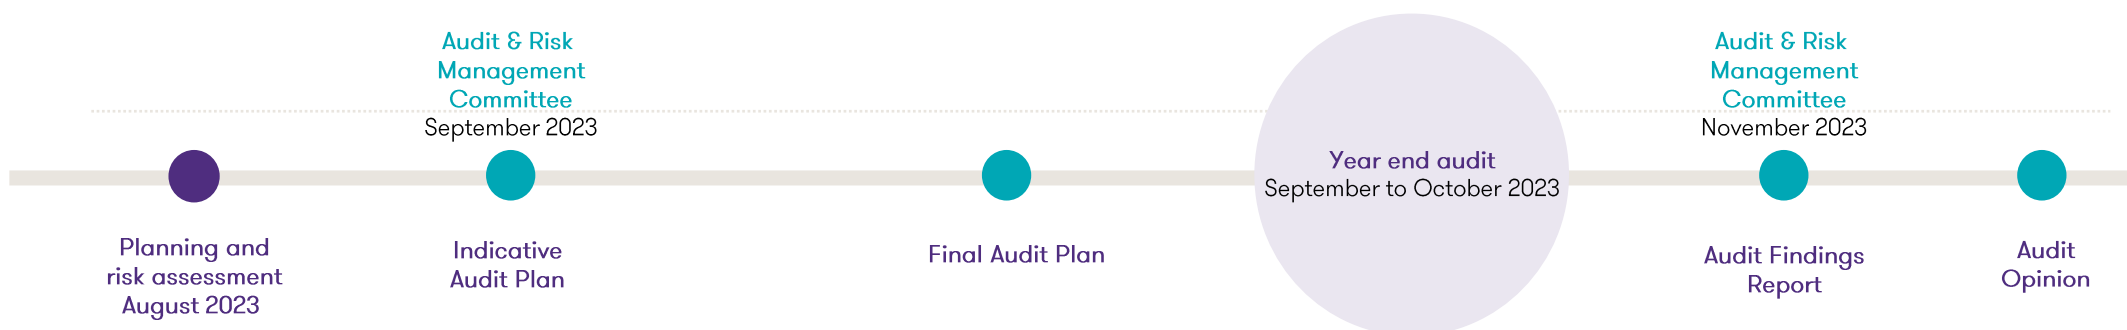 Audit & Risk
Management
Committee
September 2023
Audit & Risk
Management
Committee
November 2023
Year end audit
September to October 2023
Planning and
risk assessment
August 2023
Indicative
Audit Plan
Final Audit Plan
Audit Findings
Report
Audit
Opinion